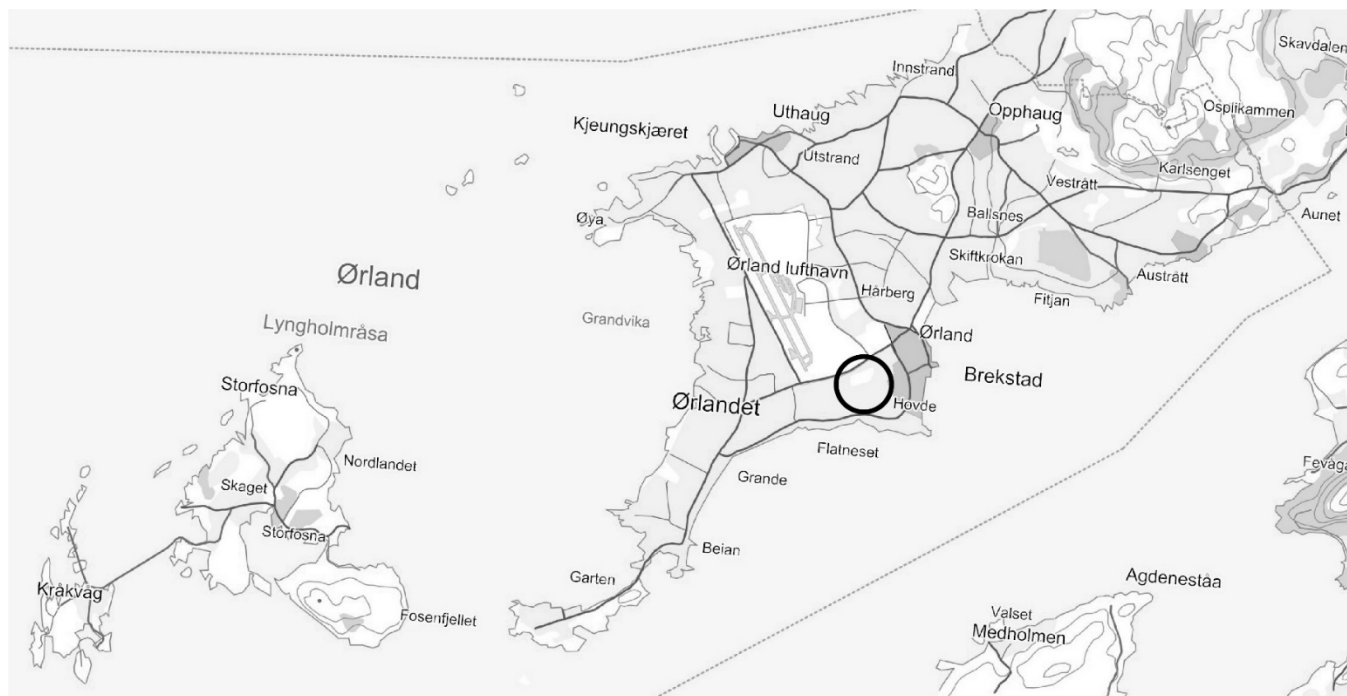 Skavdalen
Innstrand
Osplikammen
Uthaug
Opphaug
Kjeungskjæret
Utstrand
Karlsenget
Vestrått
Øya
Ballsnes
Aunet
Skiftkrokan
Ørland lufthavn
Austrått
Ørland
Hårberg
Fitjan
Grandvika
Lyngholmråsa
Ørland
Storfosna
Brekstad
Ørlandet
Hovde
Flatneset
Nordlandet
Grande
Skaget
Storfosna
Beian
Garten
Agdeneståa
Kråkvåg
Fosenfjellet
Valset
Medholmen